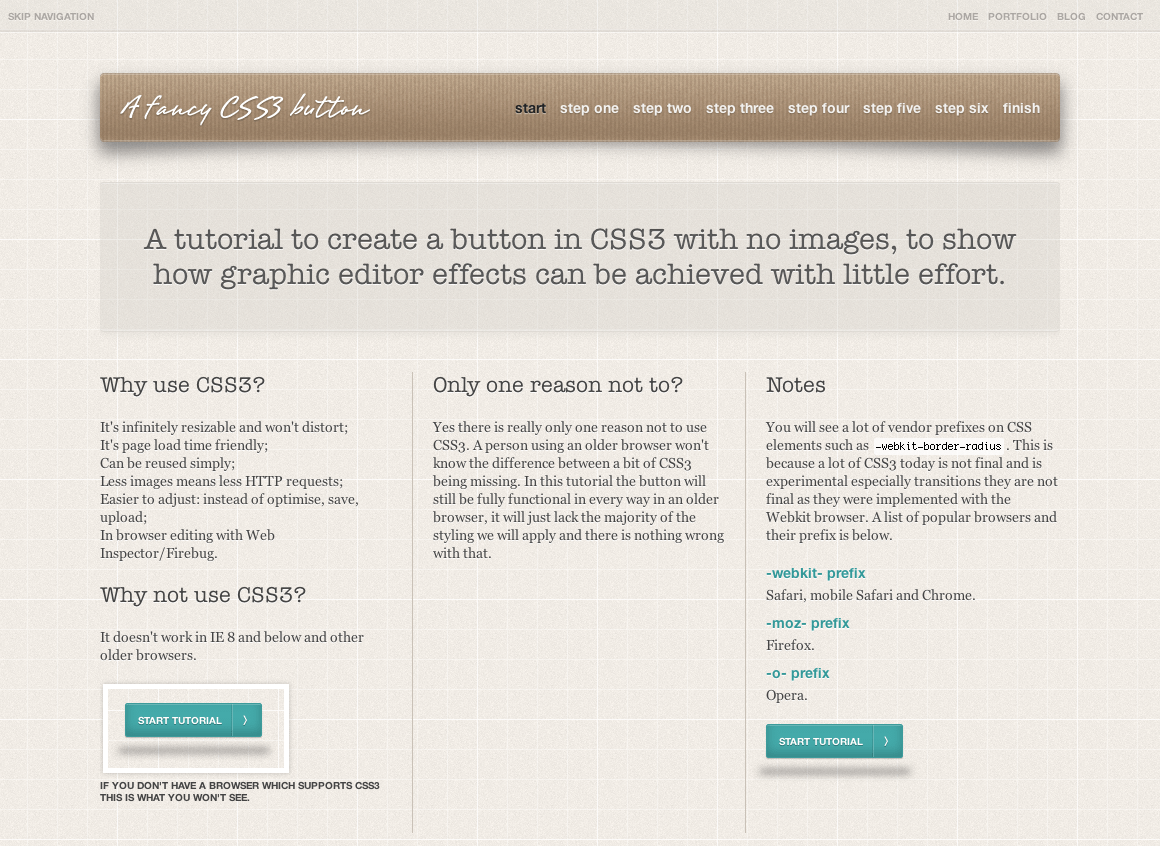 SKIP NAVIGATION
HOME PORTFOLIO BLOG CONTACT
A fancy CSS3 button
start step one step two step three step four step five step six finish
A tutorial to create a button in CSS3 with no images, to show
how graphic editor effects can be achieved with little effort.
Why use CSS3?
It's infinitely resizable and won't distort;
It's page load time friendly;
Can be reused simply;
Less images means less HTTP requests;
Easier to adjust: instead of optimise, save,
upload;
In browser editing with Web
Inspector/Firebug.
Why not use CSS3?
It doesn't work in IE 8 and below and other
older browsers.
START TUTORIAL 〉
IF YOU DON'T HAVE A BROWSER WHICH SUPPORTS CSS3
THIS IS WHAT YOU WON'T SEE.
Only one reason not to?
Yes there is really only one reason not to use
CSS3. A person using an older browser won't
know the difference between a bit of CSS3
being missing. In this tutorial the button will
still be fully functional in every way in an older
browser, it will just lack the majority of the
styling we will apply and there is nothing wrong
with that.
Notes
You will see a lot of vendor prefixes on CSS
elements such as -webkit-border-radius . This is
because a lot of CSS3 today is not final and is
experimental especially transitions they are not
final as they were implemented with the
Webkit browser. A list of popular browsers and
their prefix is below.
-webkit- prefix
Safari, mobile Safari and Chrome.
-moz- prefix
Firefox.
-o- prefix
Opera.
START TUTORIAL 〉